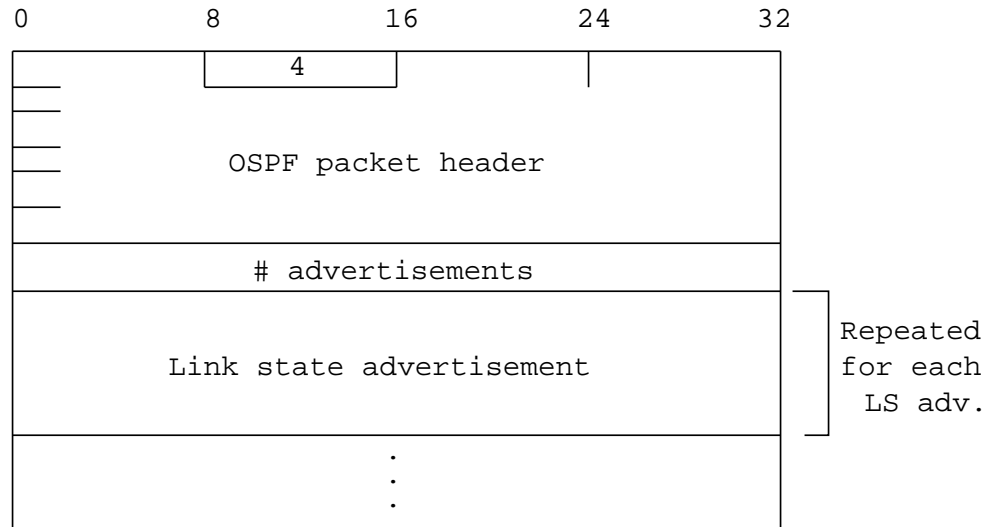 0 8 16 24 32
4
OSPF packet header
# advertisements
Link state advertisement
Repeated
for each
LS adv.
.
.
.